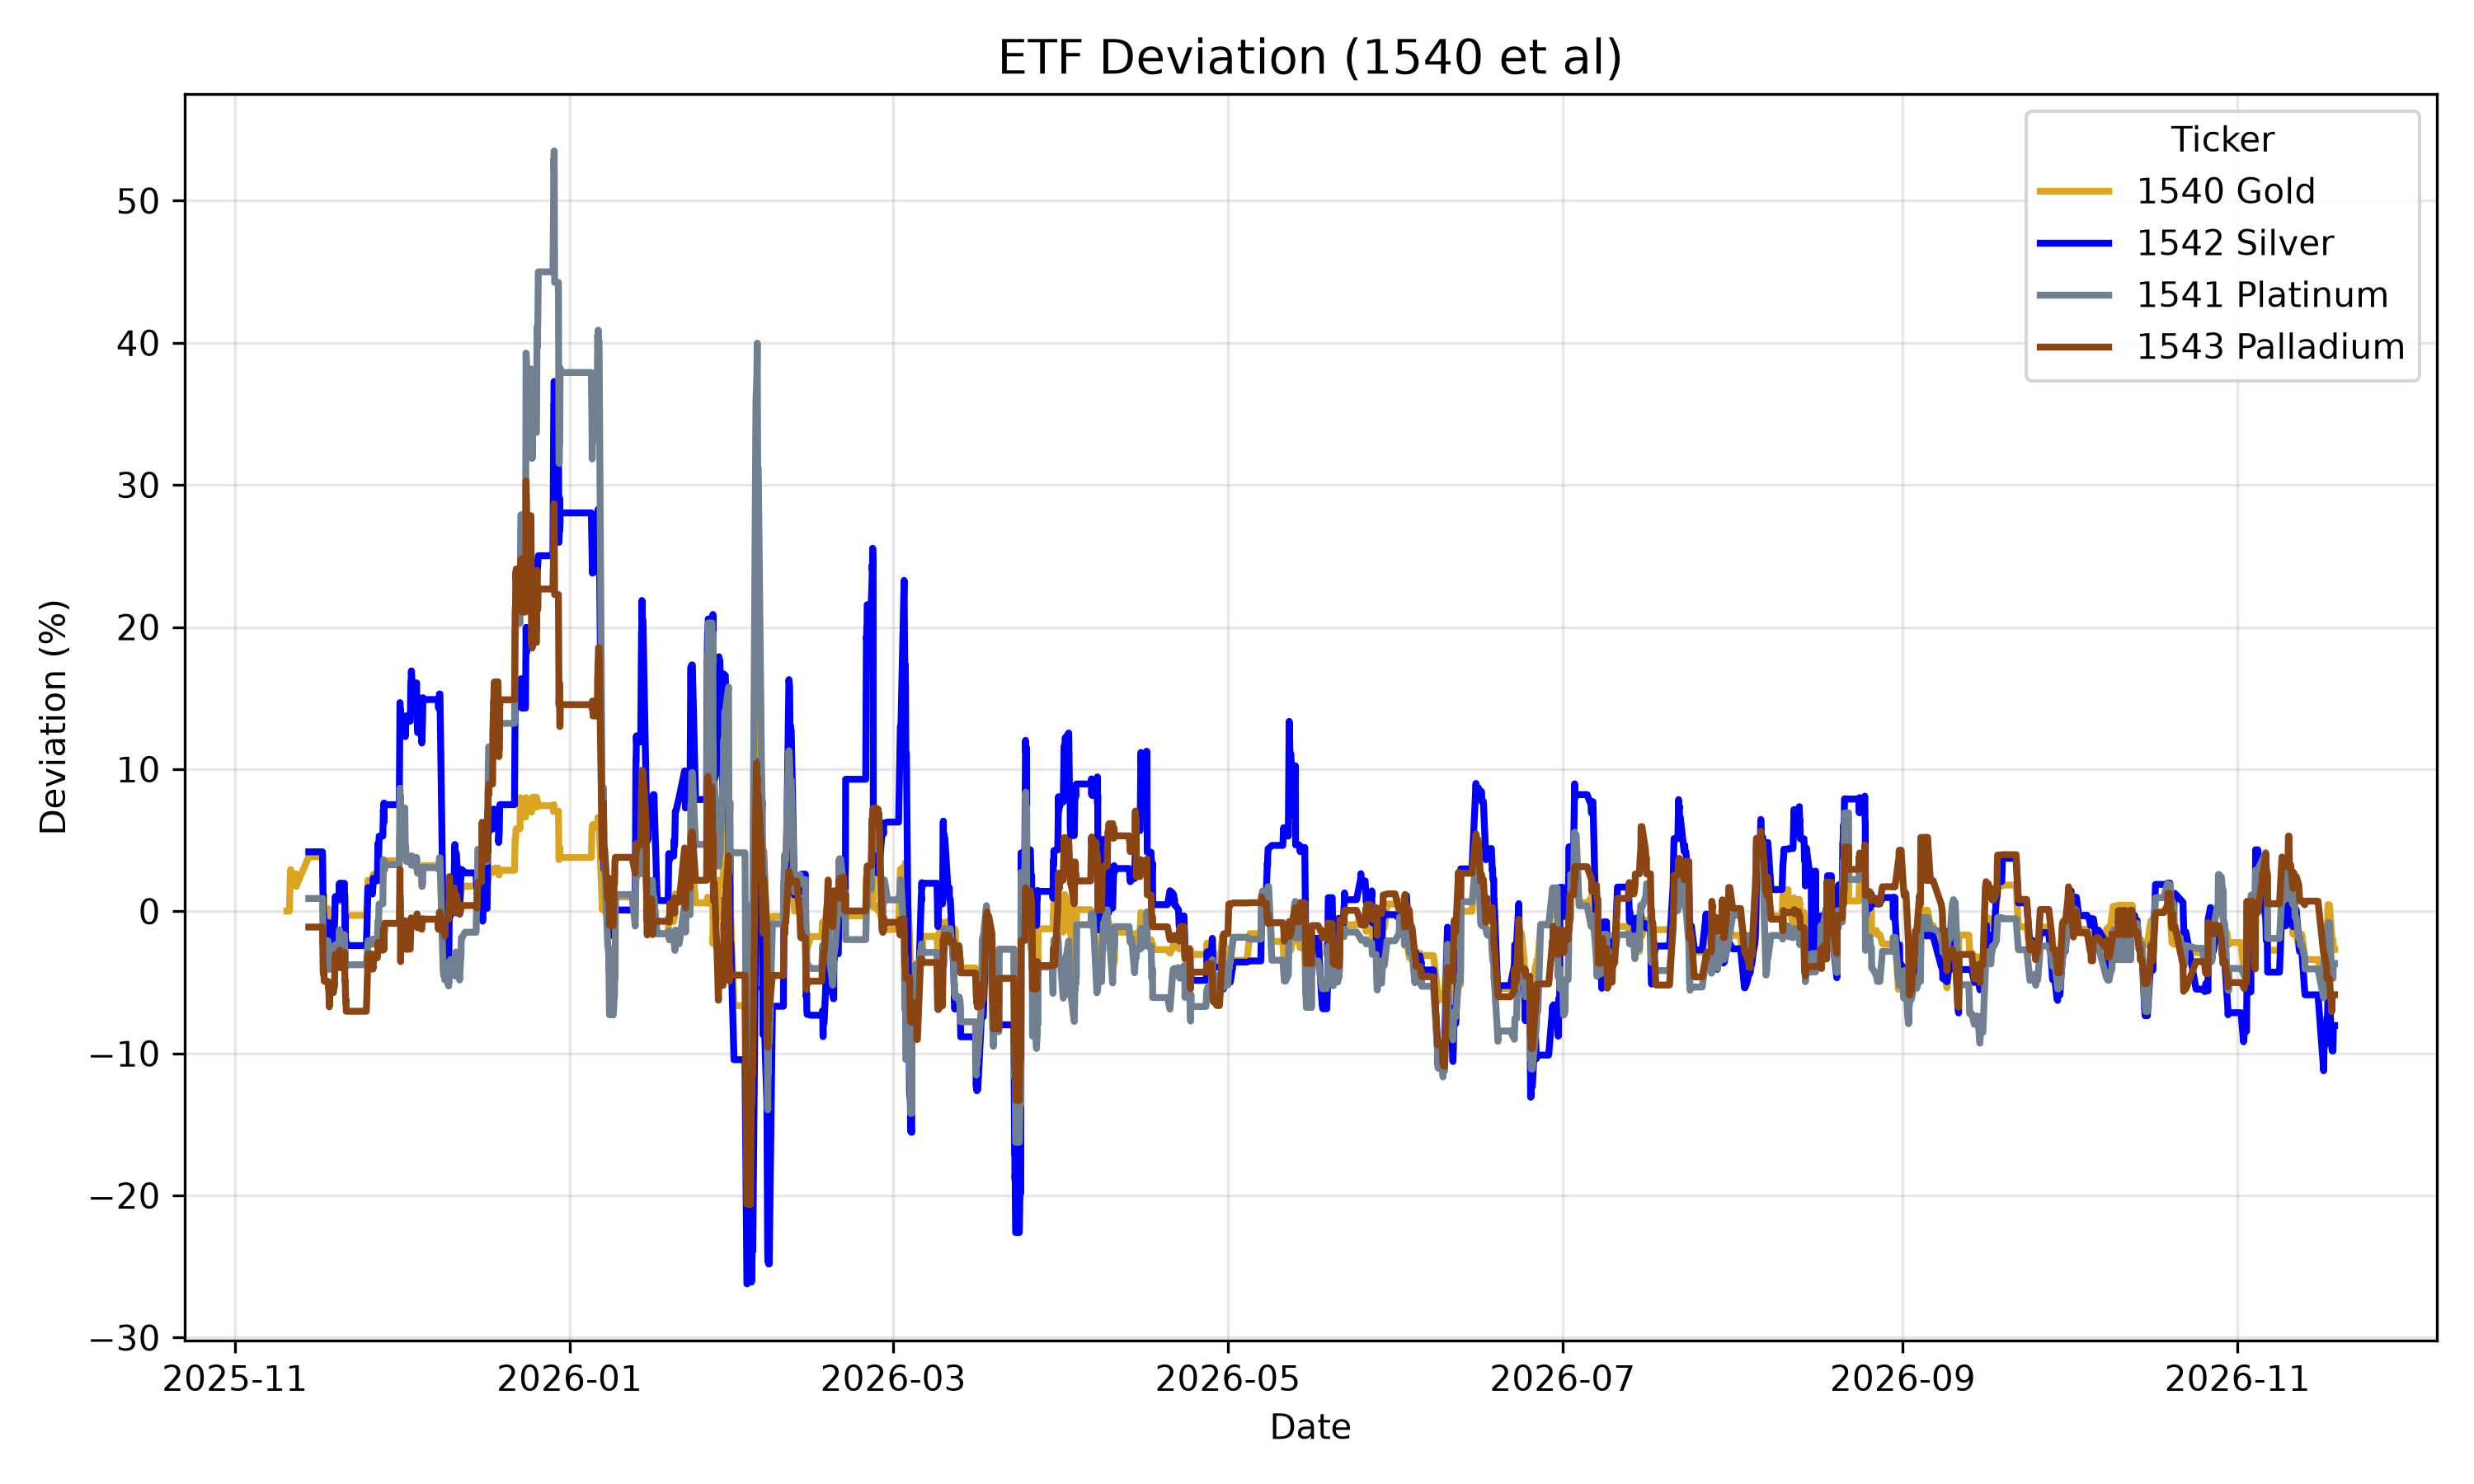 ETF Deviation (1540 et al)
Ticker
1540 Gold
1542 Silver
1541 Platinum
1543 Palladium
Deviation (%)
50
40
30
20
10
0
−10
−20
−30
2025-11 2026-01 2026-03 2026-05 2026-07 2026-09 2026-11
Date